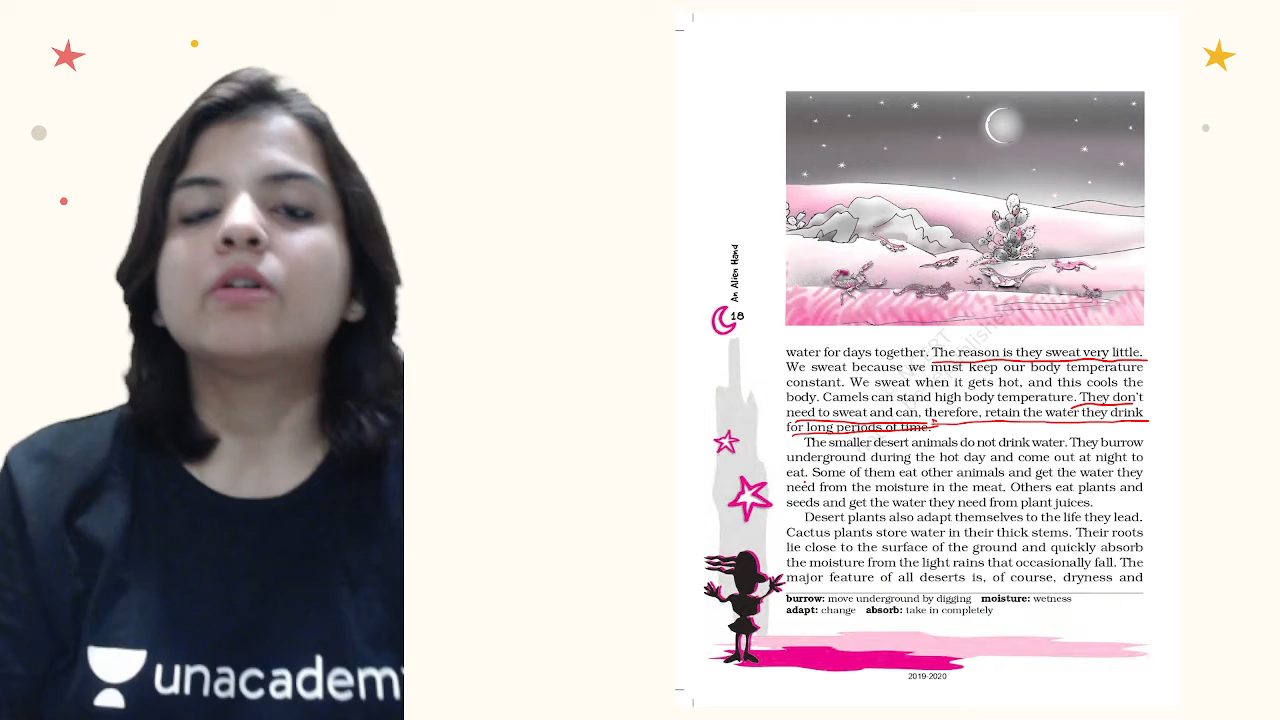 An Alien Hand
18
water for days together. The reason is they sweat very little.
We sweat because we must keep our body temperature
constant. We sweat when it gets hot, and this cools the
body. Camels can stand high body temperature. They don't
need to sweat and can, therefore, retain the water they drink
for long periods of time.
The smaller desert animals do not drink water. They burrow
underground during the hot day and come out at night to
eat. Some of them eat other animals and get the water they
need from the moisture in the meat. Others eat plants and
seeds and get the water they need from plant juices.
Desert plants also adapt themselves to the life they lead.
Cactus plants store water in their thick stems. Their roots
lie close to the surface of the ground and quickly absorb
the moisture from the light rains that occasionally fall. The
major feature of all deserts is, of course, dryness and
burrow: move underground by digging moisture: wetness
adapt: change absorb: take in completely
2019-2020
unacademy